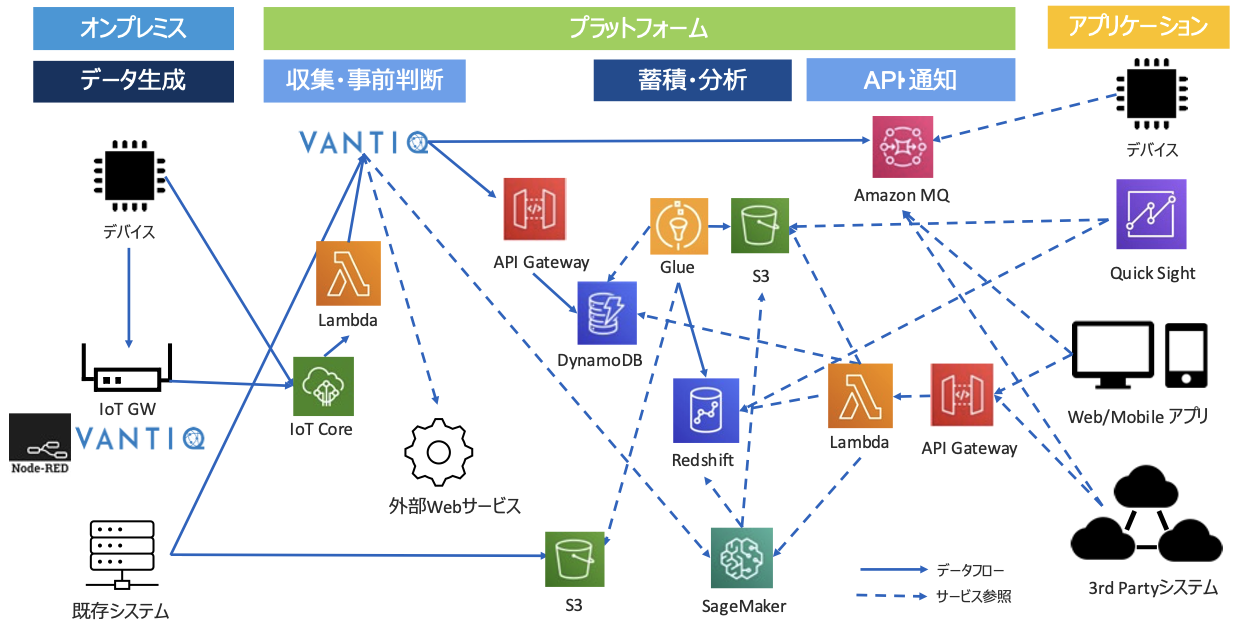 オンプレミス
プラットフォーム
アプリケーション
データ生成
収集・事前判断
蓄積・分析
API・通知
VANTIQ
デバイス
Amazon MQ
デバイス
API Gateway
Glue
S3
Quick Sight
Lambda
DynamoDB
IoT GW
Node-RED
VANTIQ
IoT Core
Redshift
Lambda
API Gateway
Web/Mobile アプリ
外部Webサービス
既存システム
S3
SageMaker
データフロー
サービス参照
3rd Partyシステム